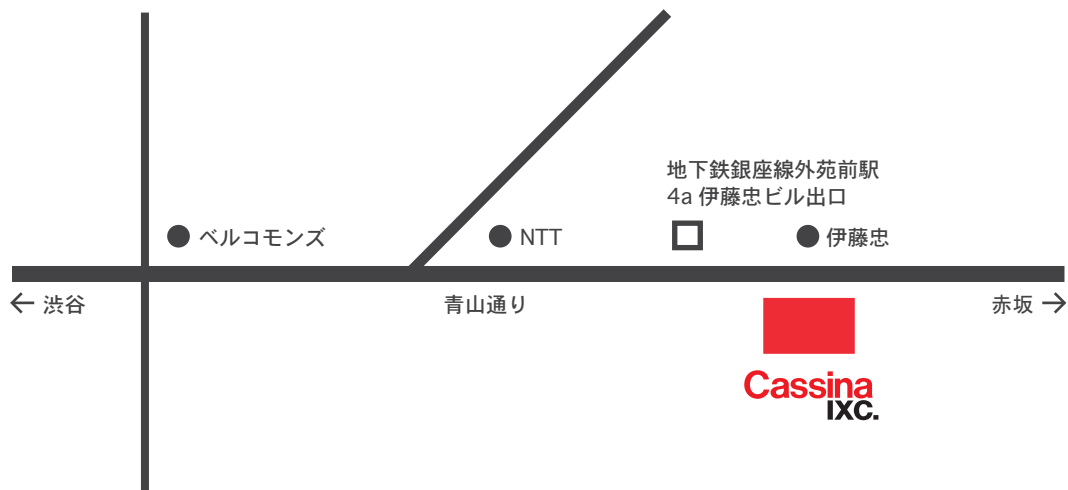 地下鉄銀座線外苑前駅
4a 伊藤忠ビル出口
ベルコモンズ
NTT
伊藤忠
← 渋谷
青山通り
赤坂 →
Cassina
IXC.